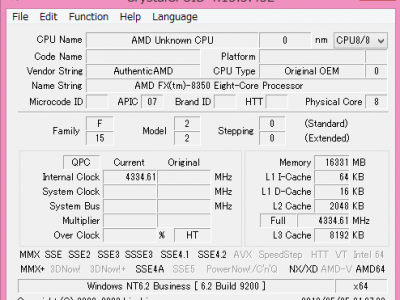 File Edit Function Help Language
CPU Name AMD Unknown CPU 0 nm CPU8/8
Code Name Platform
Vendor String AuthenticAMD CPU Type Original OEM 0
Name String AMD FX(tm)-8350 Eight-Core Processor
Microcode ID APIC 07 Brand ID HTT Physical Core 8
Family F Model 2 Stepping 0 (Standard)
15 2 0 (Extended)
QPC Current Original Memory 16331 MB
Internal Clock 4334.61 MHz L1 I-Cache 64 KB
System Clock MHz L1 D-Cache 16 KB
System Bus MHz L2 Cache 2048 KB
Multiplier Full 4334.61 MHz
Over Clock % HT L3 Cache 8192 KB
MMX SSE SSE2 SSE3 SSSE3 SSE4.1 SSE4.2 AVX SpeedStep HTT VT Intel 64
MMX+ 3DNow! 3DNow!+ SSE4A SSE5 PowerNow!/C'n'Q NX/XD AMD-V AMD64
Windows NT6.2 Business [ 6.2 Build 9200 ] x64